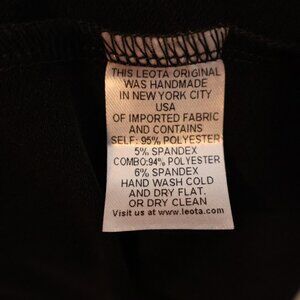 THIS LEOTA ORIGINAL
WAS HANDMADE
IN NEW YORK CITY
USA
OF IMPORTED FABRIC
AND CONTAINS
SELF: 95% POLYESTER
5% SPANDEX
COMBO:94% POLYESTER
6% SPANDEX
HAND WASH COLD
AND DRY FLAT.
OR DRY CLEAN
Visit us at www.leota.com